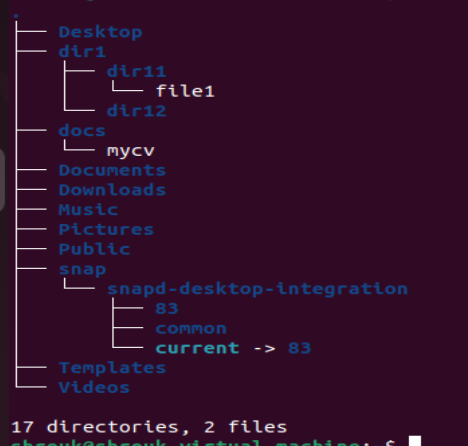 .
├── Desktop
├── dir1
│   ├── dir11
│   │   └── file1
│   └── dir12
├── docs
│   └── mycv
├── Documents
├── Downloads
├── Music
├── Pictures
├── Public
├── snap
│   └── snapd-desktop-integration
│       ├── 83
│       ├── common
│       └── current -> 83
├── Templates
└── Videos

17 directories, 2 files
shrouk@shrouk-virtual-machine:~$